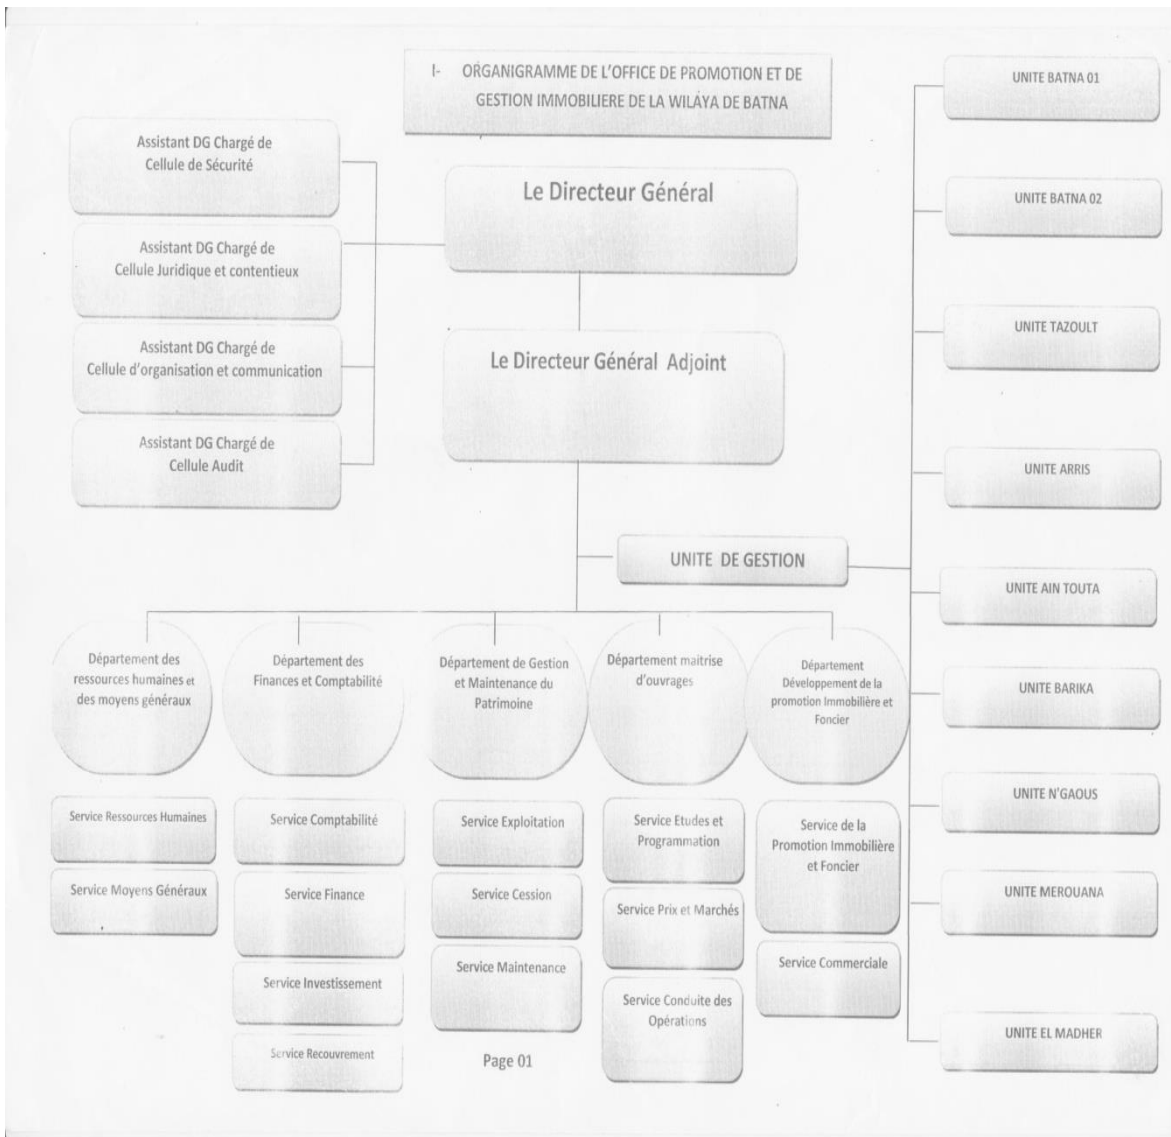 I- ORGANIGRAMME DE L'OFFICE DE PROMOTION ET DE
GESTION IMMOBILIERE DE LA WILAYA DE BATNA
Assistant DG Chargé de
Cellule de Sécurité
Assistant DG Chargé de
Cellule Juridique et contentieux
Assistant DG Chargé de
Cellule d'organisation et communication
Assistant DG Chargé de
Cellule Audit
Le Directeur Général
Le Directeur Général Adjoint
UNITE DE GESTION
UNITE BATNA 01
UNITE BATNA 02
UNITE TAZOULT
UNITE ARRIS
UNITE AIN TOUTA
UNITE BARIKA
UNITE N'GAOUS
UNITE MEROUANA
UNITE EL MADHER
Département des
ressources humaines et
des moyens généraux
Service Ressources Humaines
Service Moyens Généraux
Département des
Finances et Comptabilité
Service Comptabilité
Service Finance
Service Investissement
Service Recouvrement
Département de Gestion
et Maintenance du
Patrimoine
Service Exploitation
Service Cession
Service Maintenance
Département maitrise
d'ouvrages
Service Etudes et
Programmation
Service Prix et Marchés
Service Conduite des
Opérations
Département
Développement de la
promotion Immobilière et
Foncier
Service de la
Promotion Immobilière
et Foncier
Service Commerciale
Page 01